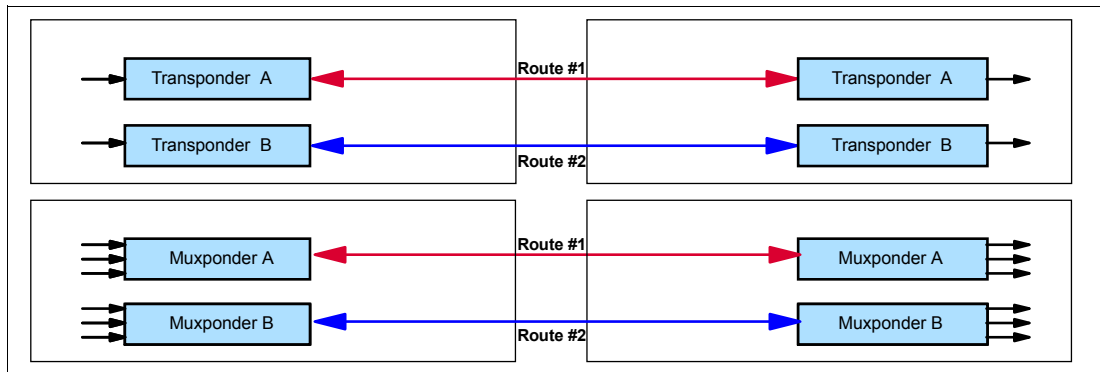 Route #1
Transponder A
Transponder A
Transponder B
Transponder B
Route #2
Route #1
Muxponder A
Muxponder A
Muxponder B
Muxponder B
Route #2